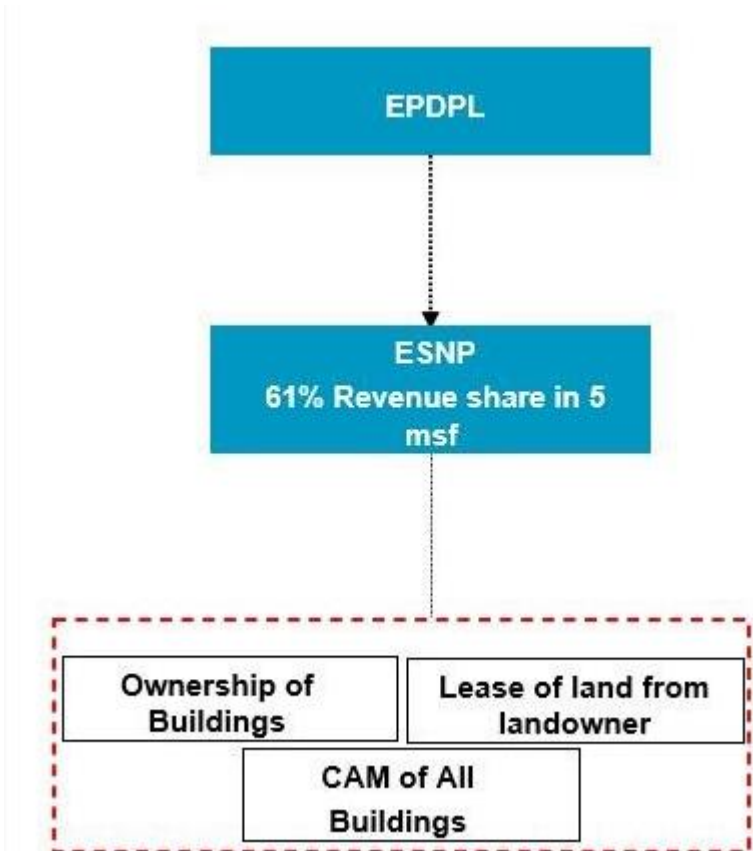 EPDPL
ESNP
61% Revenue share in 5
msf
Ownership of
Buildings
Lease of land from
landowner
CAM of All
Buildings